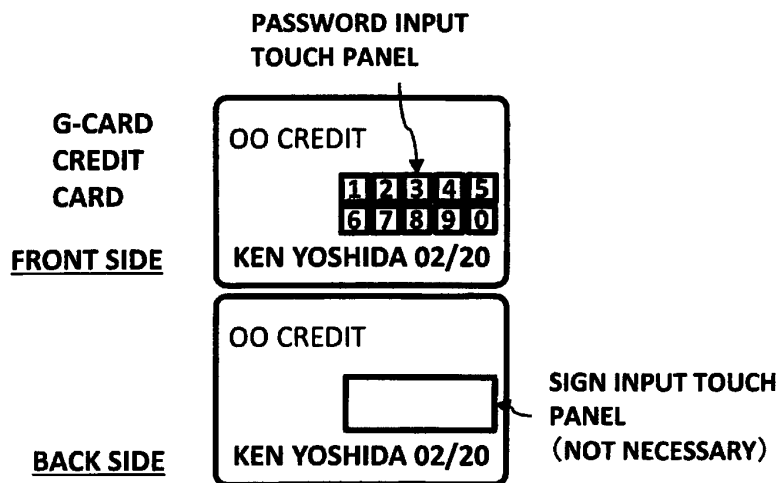 PASSWORD INPUT
TOUCH PANEL
G-CARD
CREDIT
CARD
FRONT SIDE
OO CREDIT
1 2 3 4 5
6 7 8 9 0
KEN YOSHIDA 02/20
OO CREDIT
KEN YOSHIDA 02/20
BACK SIDE
SIGN INPUT TOUCH
PANEL
(NOT NECESSARY)